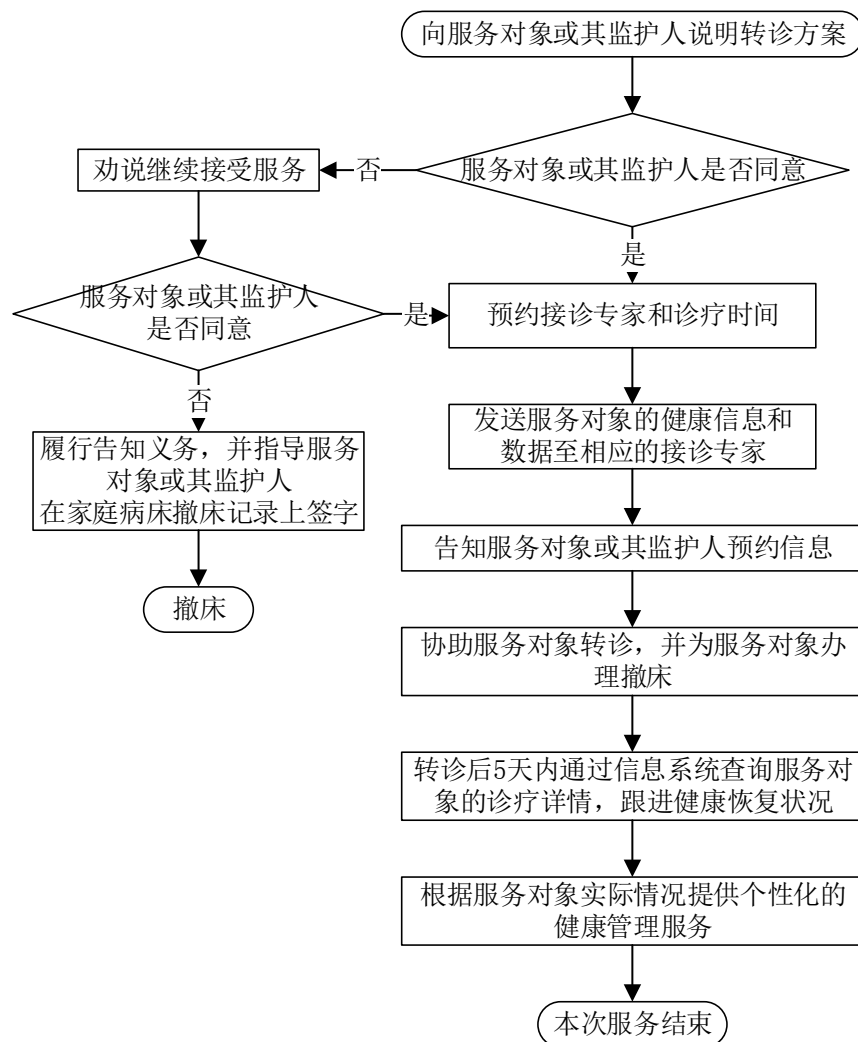 向服务对象或其监护人说明转诊方案
服务对象或其监护人是否同意
否
劝说继续接受服务
是
服务对象或其监护人
是否同意
是
预约接诊专家和诊疗时间
否
履行告知义务，并指导服务
对象或其监护人
在家庭病床撤床记录上签字
撤床
发送服务对象的健康信息和
数据至相应的接诊专家
告知服务对象或其监护人预约信息
协助服务对象转诊，并为服务对象办
理撤床
转诊后5天内通过信息系统查询服务对
象的诊疗详情，跟进健康恢复状况
根据服务对象实际情况提供个性化的
健康管理服务
本次服务结束